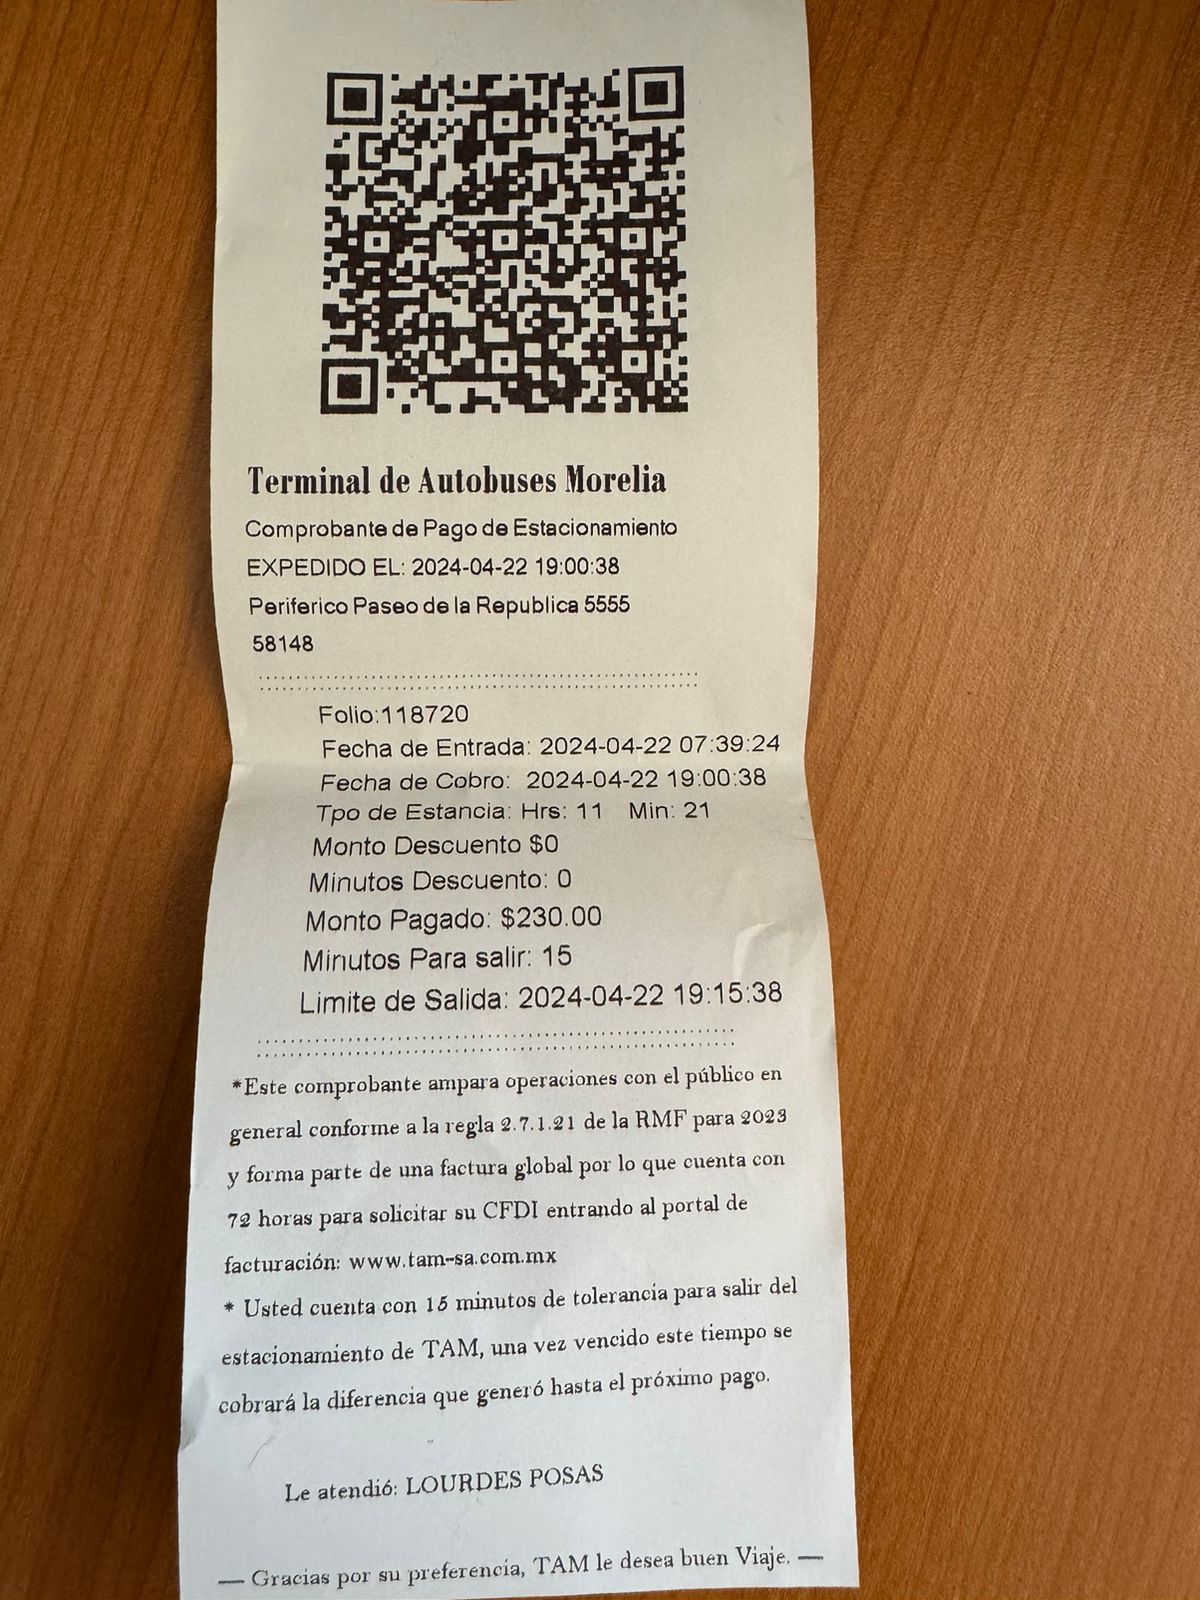 Terminal de Autobuses Morelia
Comprobante de Pago de Estacionamiento
EXPEDIDO EL: 2024-04-22 19:00:38
Periferico Paseo de la Republica 5555
58148
Folio:118720
Fecha de Entrada: 2024-04-22 07:39:24
Fecha de Cobro: 2024-04-22 19:00:38
Tpo de Estancia: Hrs: 11 Min: 21
Monto Descuento $0
Minutos Descuento: 0
Monto Pagado: $230.00
Minutos Para salir: 15
Limite de Salida: 2024-04-22 19:15:38
*Este comprobante ampara operaciones con el público en
general conforme a la regla 2.7.1.21 de la RMF para 2023
y forma parte de una factura global por lo que cuenta con
72 horas para solicitar su CFDI entrando al portal de
facturación: www.tam-sa.com.mx
* Usted cuenta con 15 minutos de tolerancia para salir del
estacionamiento de TAM, una vez vencido este tiempo se
cobrará la diferencia que generó hasta el próximo pago.
Le atendió: LOURDES POSAS
— Gracias por su preferencia, TAM le desea buen Viaje. —